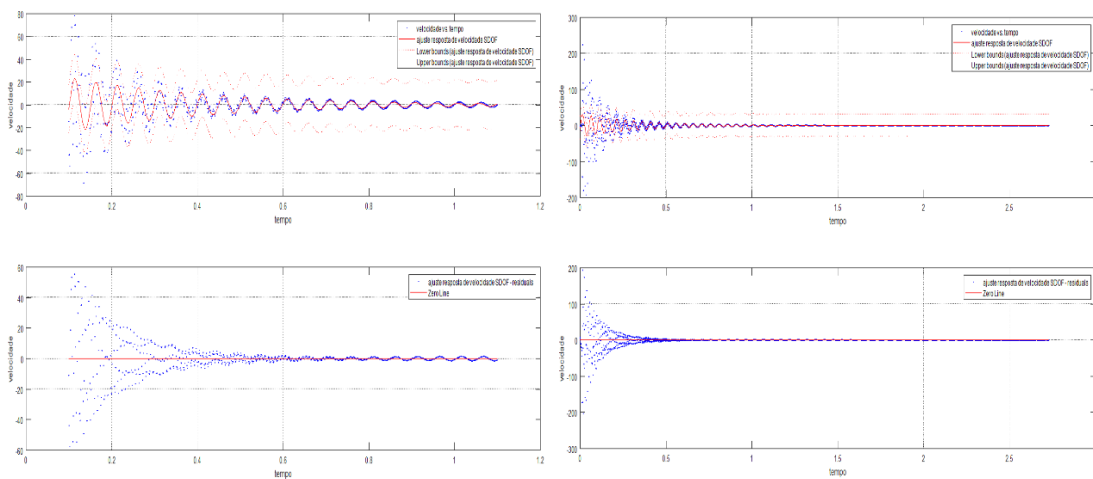 80
60
40
20
0
-20
-40
-60
-80
velocidade
0
0.2
0.4
0.6
0.8
1
1.2
tempo
velocidade vs. tempo
ajuste resposta de velocidade SDOF
Lower bounds (ajuste resposta de velocidade SDOF)
Upper bounds (ajuste resposta de velocidade SDOF)
300
200
100
0
-100
-200
velocidade
0
0.5
1
1.5
2
2.5
tempo
velocidade vs. tempo
ajuste resposta de velocidade SDOF
Lower bounds (ajuste resposta de velocidade SDOF)
Upper bounds (ajuste resposta de velocidade SDOF)
60
40
20
0
-20
-40
-60
velocidade
0
0.2
0.4
0.6
0.8
1
1.2
tempo
ajuste resposta de velocidade SDOF - residuals
Zero Line
200
100
0
-100
-200
-300
velocidade
0
0.5
1
1.5
2
2.5
tempo
ajuste resposta de velocidade SDOF - residuals
Zero Line